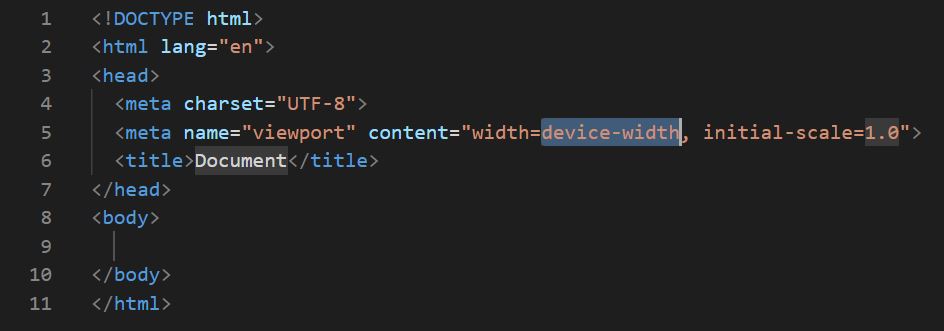 1 <!DOCTYPE html>
2 <html lang="en">
3 <head>
4 <meta charset="UTF-8">
5 <meta name="viewport" content="width=device-width, initial-scale=1.0">
6 <title>Document</title>
7 </head>
8 <body>
9
10 </body>
11 </html>